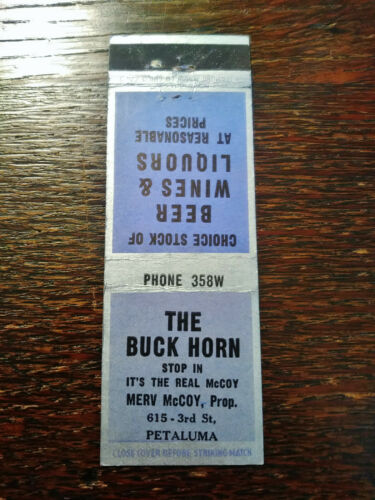 CHOICE STOCK OF
BEER
WINES &
LIQUORS
AT REASONABLE
PRICES
PHONE 358W
THE
BUCK HORN
STOP IN
IT'S THE REAL McCOY
MERV McCOY, Prop.
615 - 3rd St,
PETALUMA
CLOSE COVER BEFORE STRIKING MATCH